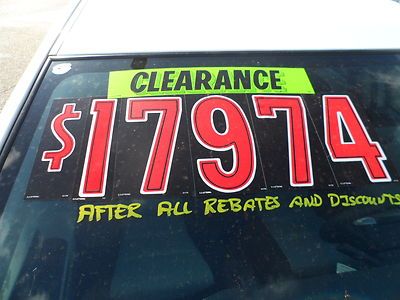 CLEARANCE
$17974
AFTER ALL REBATES AND DISCOUNTS